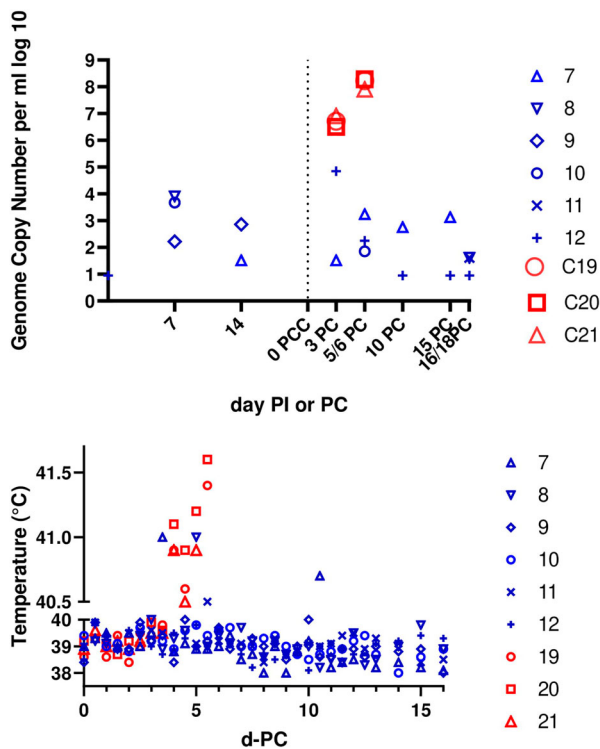 Genome Copy Number per ml log 10
9
8
7
6
5
4
3
2
1
0
7
14
0 PCC
3 PC
5/6 PC
10 PC
15 PC
16/18PC
day PI or PC
7
8
9
10
11
12
C19
C20
C21
Temperature (°C)
41.5
41.0
40.5
40
39
38
0
5
10
15
d-PC
7
8
9
10
11
12
19
20
21